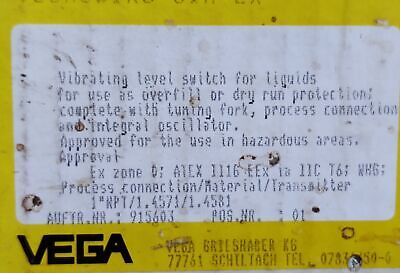 Vibrating level switch for liquids
for use as overfill or dry run protection;
complete with tuning fork, process connection
and integral oscillator.
Approved for the use in hazardous areas.
Approval
Ex zone 0; ATEX II1G EEx ia IIC T6; WHG;
Process connection/Material/Transmitter
1"NPT/1.4571/1.4581
AUFTR.NR.: 915603 POS.NR.: 01
VEGA
VEGA GRIESHABER KG
77761 SCHILTACH TEL.